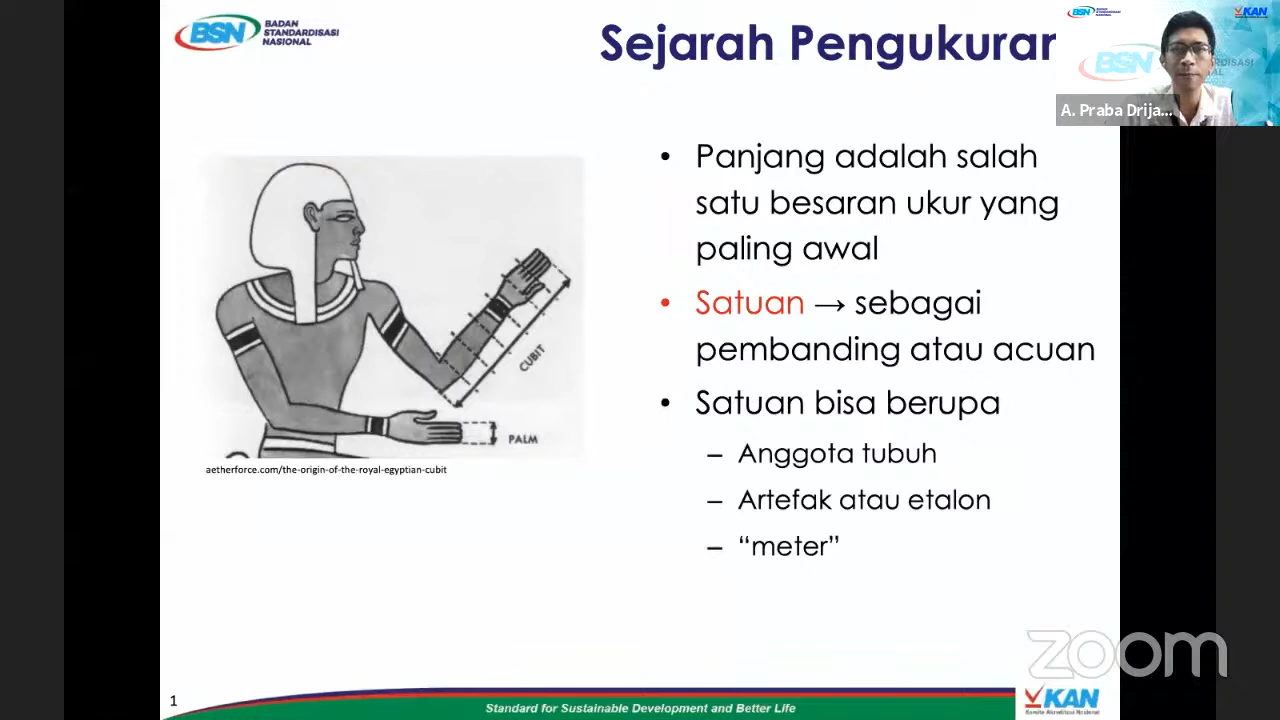 BSN BADAN
STANDARDISASI
NASIONAL
Sejarah Pengukuran
KAN
BSN
A. Praba Drija...
• Panjang adalah salah
satu besaran ukur yang
paling awal
• Satuan → sebagai
pembanding atau acuan
• Satuan bisa berupa
– Anggota tubuh
– Artefak atau etalon
– “meter”
CUBIT
PALM
aetherforce.com/the-origin-of-the-royal-egyptian-cubit
zoom
1
Standard for Sustainable Development and Better Life
KAN
Komite Akreditasi Nasional